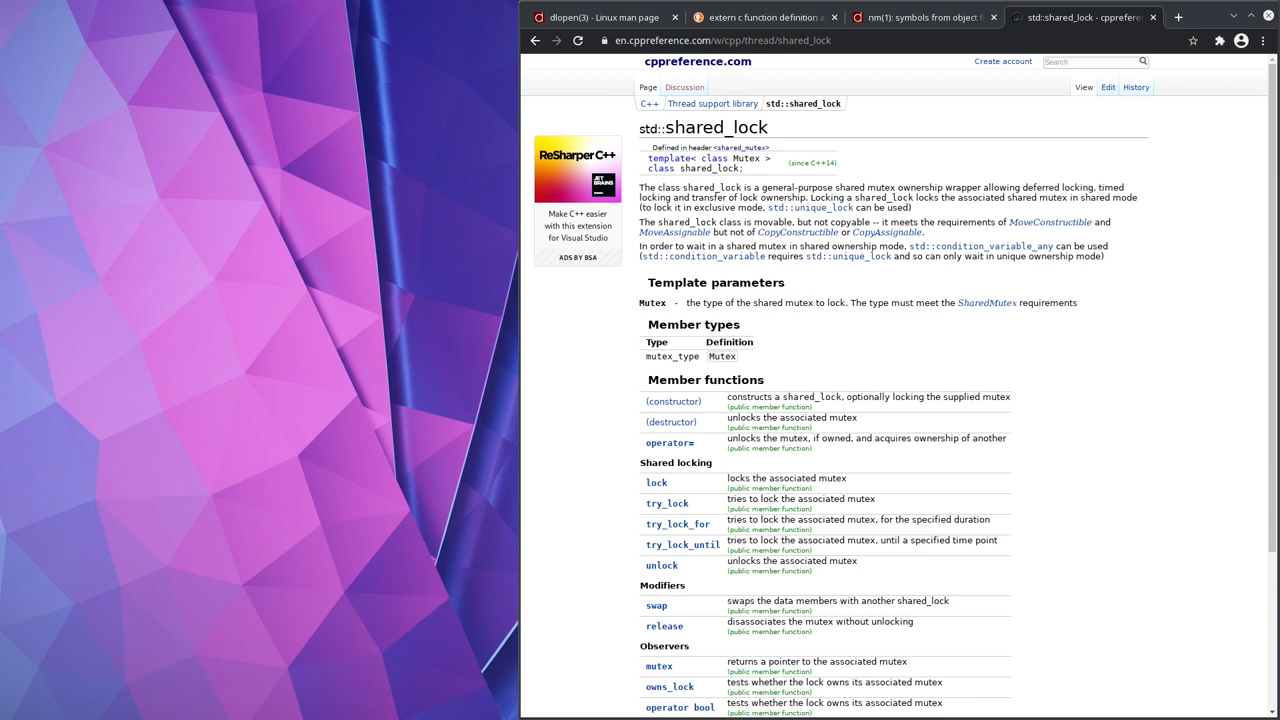 dlopen(3) - Linux man page
extern c function definition a
nm(1): symbols from object f
std::shared_lock - cppreferen
en.cppreference.com/w/cpp/thread/shared_lock
cppreference.com
Create account
Search
Page
Discussion
View
Edit
History
C++
Thread support library
std::shared_lock
std::shared_lock
Defined in header <shared_mutex>
template< class Mutex >
class shared_lock;
(since C++14)
ReSharper C++
JET
BRAINS
Make C++ easier
with this extension
for Visual Studio
ADS BY BSA
The class shared_lock is a general-purpose shared mutex ownership wrapper allowing deferred locking, timed
locking and transfer of lock ownership. Locking a shared_lock locks the associated shared mutex in shared mode
(to lock it in exclusive mode, std::unique_lock can be used)
The shared_lock class is movable, but not copyable -- it meets the requirements of MoveConstructible and
MoveAssignable but not of CopyConstructible or CopyAssignable.
In order to wait in a shared mutex in shared ownership mode, std::condition_variable_any can be used
(std::condition_variable requires std::unique_lock and so can only wait in unique ownership mode)
Template parameters
Mutex - the type of the shared mutex to lock. The type must meet the SharedMutex requirements
Member types
Type Definition
mutex_type Mutex
Member functions
(constructor) constructs a shared_lock, optionally locking the supplied mutex
(public member function)
(destructor) unlocks the associated mutex
(public member function)
operator= unlocks the mutex, if owned, and acquires ownership of another
(public member function)
Shared locking
lock locks the associated mutex
(public member function)
try_lock tries to lock the associated mutex
(public member function)
try_lock_for tries to lock the associated mutex, for the specified duration
(public member function)
try_lock_until tries to lock the associated mutex, until a specified time point
(public member function)
unlock unlocks the associated mutex
(public member function)
Modifiers
swap swaps the data members with another shared_lock
(public member function)
release disassociates the mutex without unlocking
(public member function)
Observers
mutex returns a pointer to the associated mutex
(public member function)
owns_lock tests whether the lock owns its associated mutex
(public member function)
operator bool tests whether the lock owns its associated mutex
(public member function)